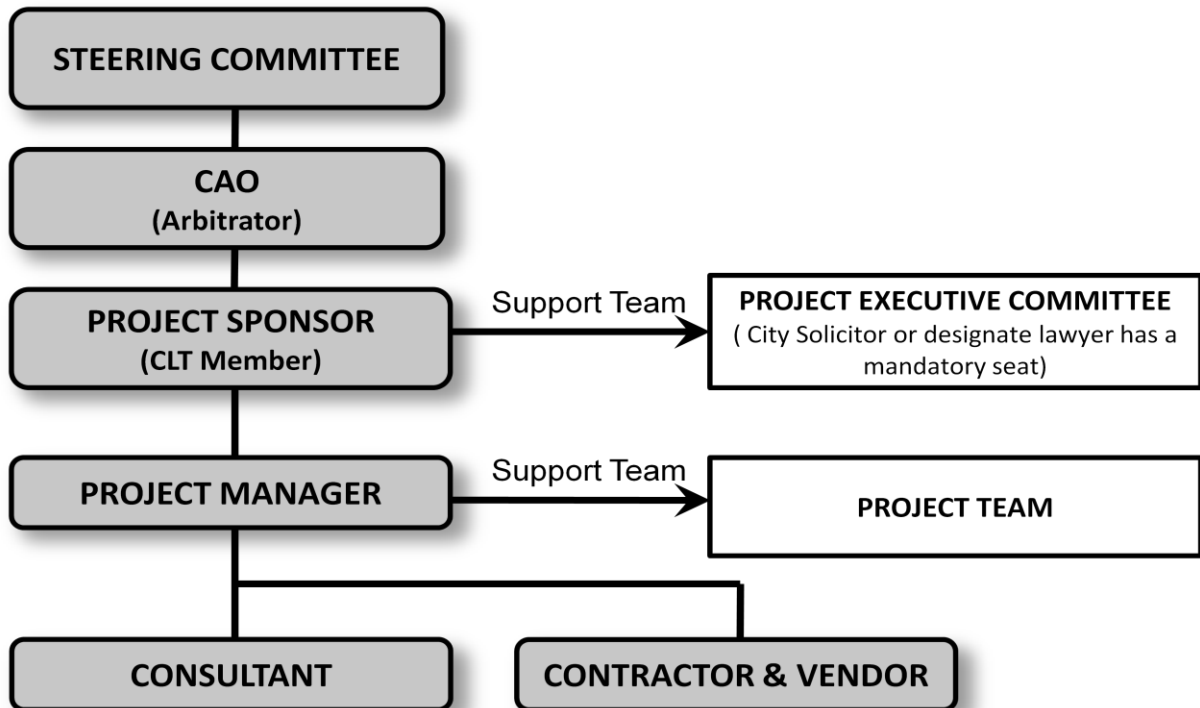 STEERING COMMITTEE
CAO
(Arbitrator)
PROJECT SPONSOR
(CLT Member)
Support Team
PROJECT EXECUTIVE COMMITTEE
( City Solicitor or designate lawyer has a
mandatory seat)
PROJECT MANAGER
Support Team
PROJECT TEAM
CONSULTANT
CONTRACTOR & VENDOR